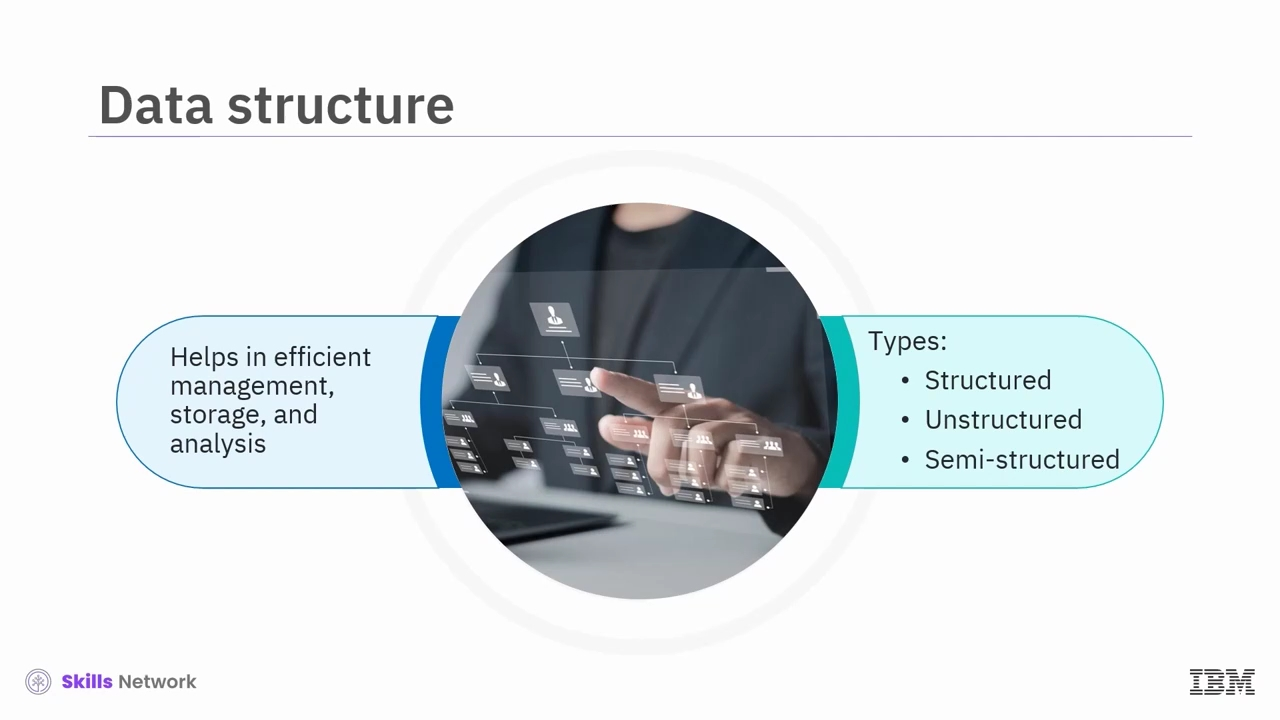 Data structure
Helps in efficient
management,
storage, and
analysis
Types:
• Structured
• Unstructured
• Semi-structured
Skills Network
IBM